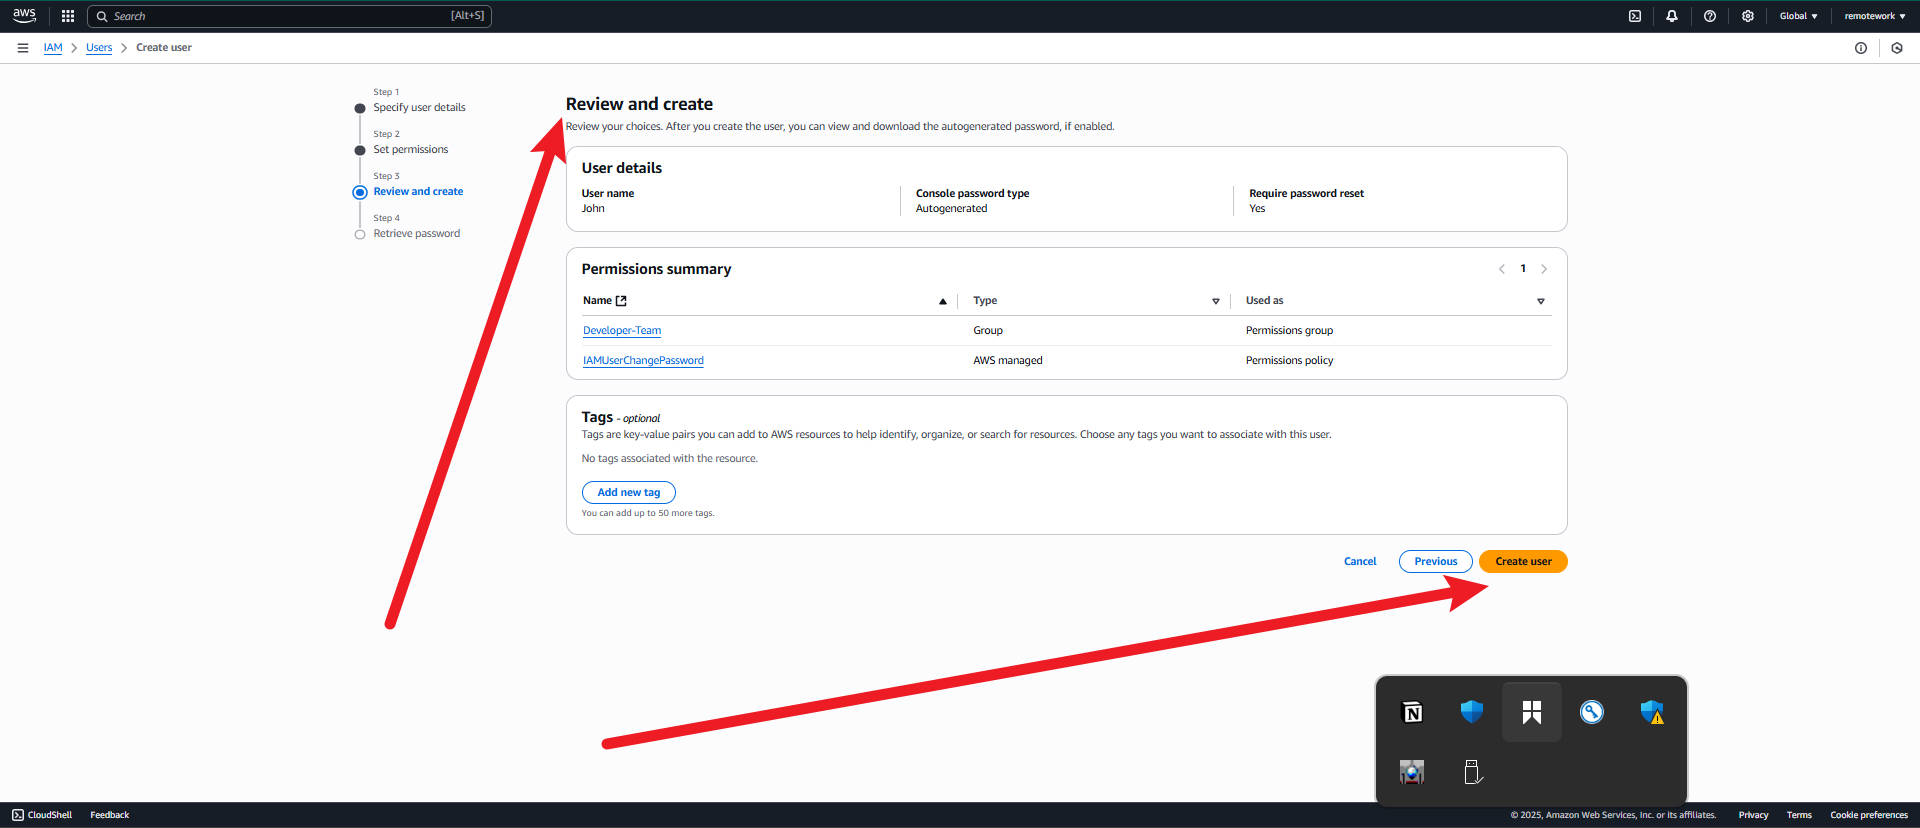 aws
Search
[Alt+S]
Global
remotework
IAM
Users
Create user
Step 1
Specify user details
Step 2
Set permissions
Step 3
Review and create
Step 4
Retrieve password
Review and create
Review your choices. After you create the user, you can view and download the autogenerated password, if enabled.
User details
User name
John
Console password type
Autogenerated
Require password reset
Yes
Permissions summary
1
Name
Type
Used as
Developer-Team
Group
Permissions group
IAMUserChangePassword
AWS managed
Permissions policy
Tags - optional
Tags are key-value pairs you can add to AWS resources to help identify, organize, or search for resources. Choose any tags you want to associate with this user.
No tags associated with the resource.
Add new tag
You can add up to 50 more tags.
Cancel
Previous
Create user
N
CloudShell
Feedback
© 2025, Amazon Web Services, Inc. or its affiliates.
Privacy
Terms
Cookie preferences